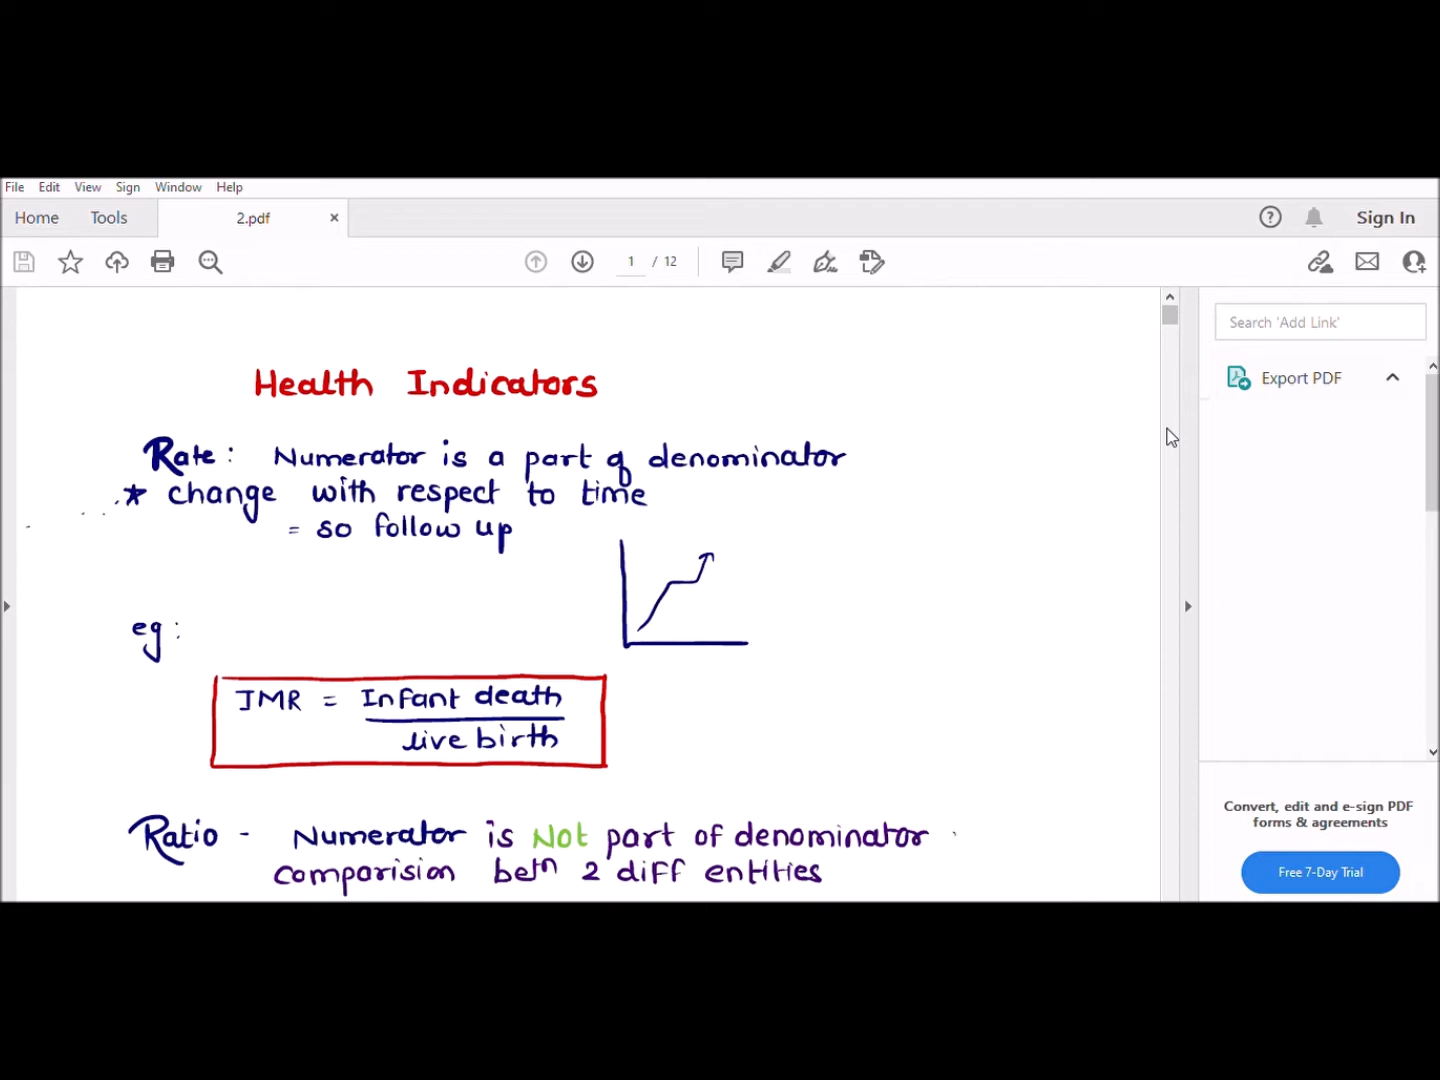 File Edit View Sign Window Help
Home Tools 2.pdf × Sign In
1 / 12
Search 'Add Link'
Export PDF
Health Indicators
Rate : Numerator is a part of denominator
* change with respect to time
= so follow up
eg :
IMR = Infant death
live birth
Ratio - Numerator is Not part of denominator
comparision beth 2 diff entities
Convert, edit and e-sign PDF
forms & agreements
Free 7-Day Trial